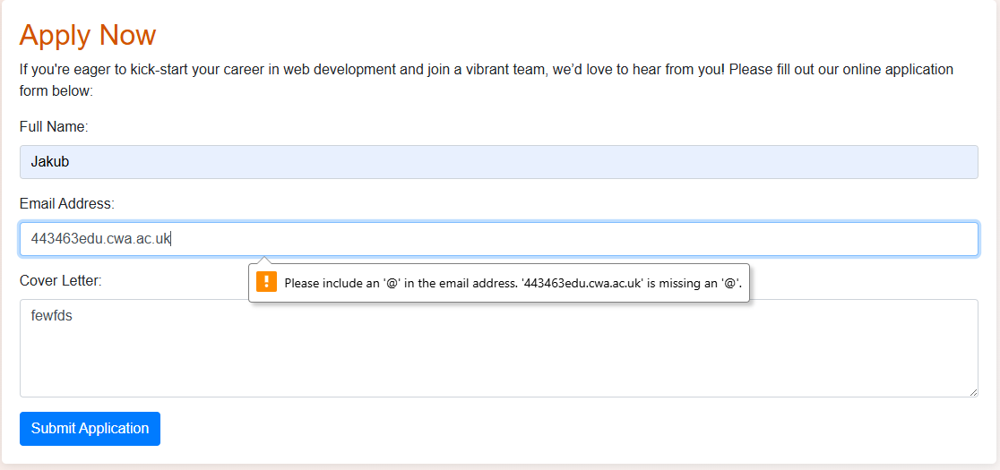 Apply Now
If you're eager to kick-start your career in web development and join a vibrant team, we’d love to hear from you! Please fill out our online application
form below:
Full Name:
Jakub
Email Address:
443463edu.cwa.ac.uk
Please include an '@' in the email address. '443463edu.cwa.ac.uk' is missing an '@'.
Cover Letter:
fewfds
Submit Application